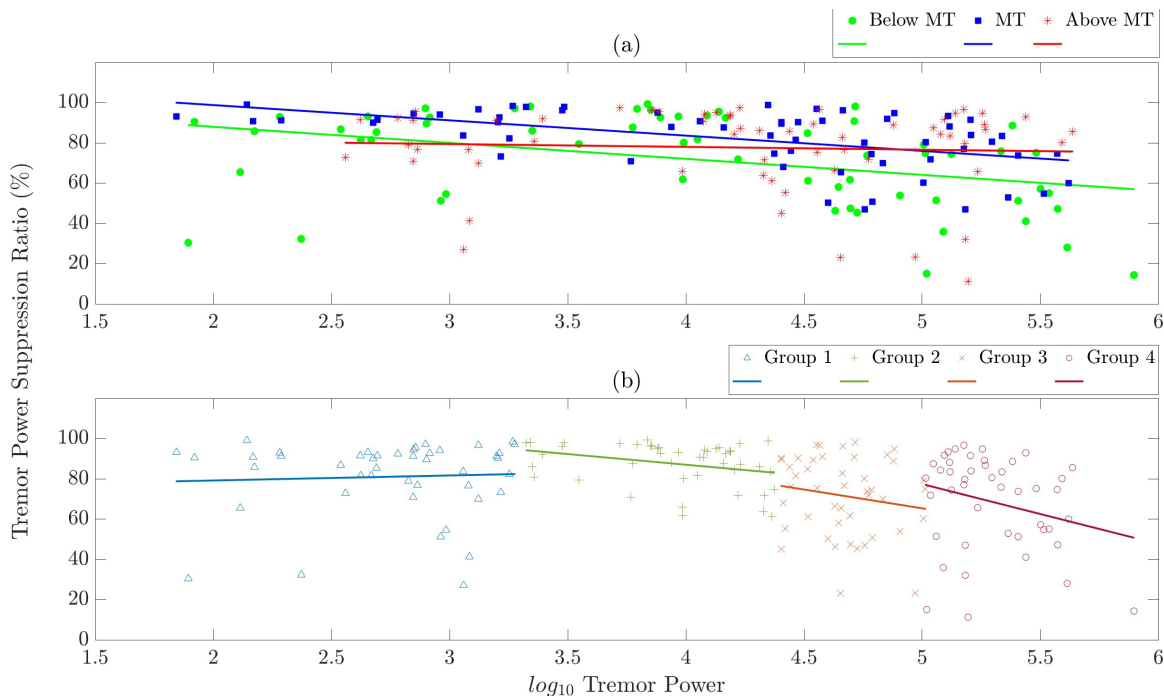 Below MT MT Above MT
(a)
100
80
60
40
20
0
1.5 2 2.5 3 3.5 4 4.5 5 5.5 6
Tremor Power Suppression Ratio (%)
Group 1 Group 2 Group 3 Group 4
(b)
100
80
60
40
20
0
1.5 2 2.5 3 3.5 4 4.5 5 5.5 6
log₁₀ Tremor Power